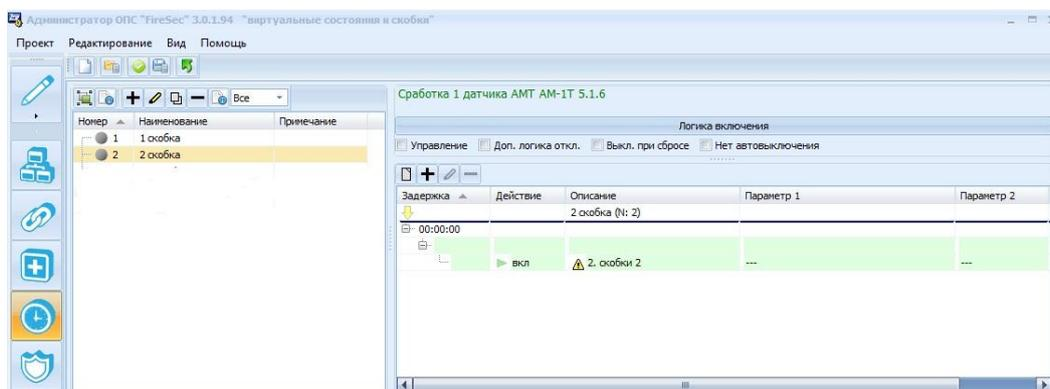 Администратор ОПС "FireSec" 3.0.1.94 "виртуальные состояния и скобки"
Проект Редактирование Вид Помощь
Все
Сработка 1 датчика АМТ АМ-1Т 5.1.6
Номер Наименование Примечание
Логика включения
1 1 скобка
Управление Доп. логика откл. Выкл. при сбросе Нет автовыключения
2 2 скобка
Задержка Действие Описание Параметр 1 Параметр 2
2 скобка (N: 2)
00:00:00
вкл 2. скобки 2 --- ---